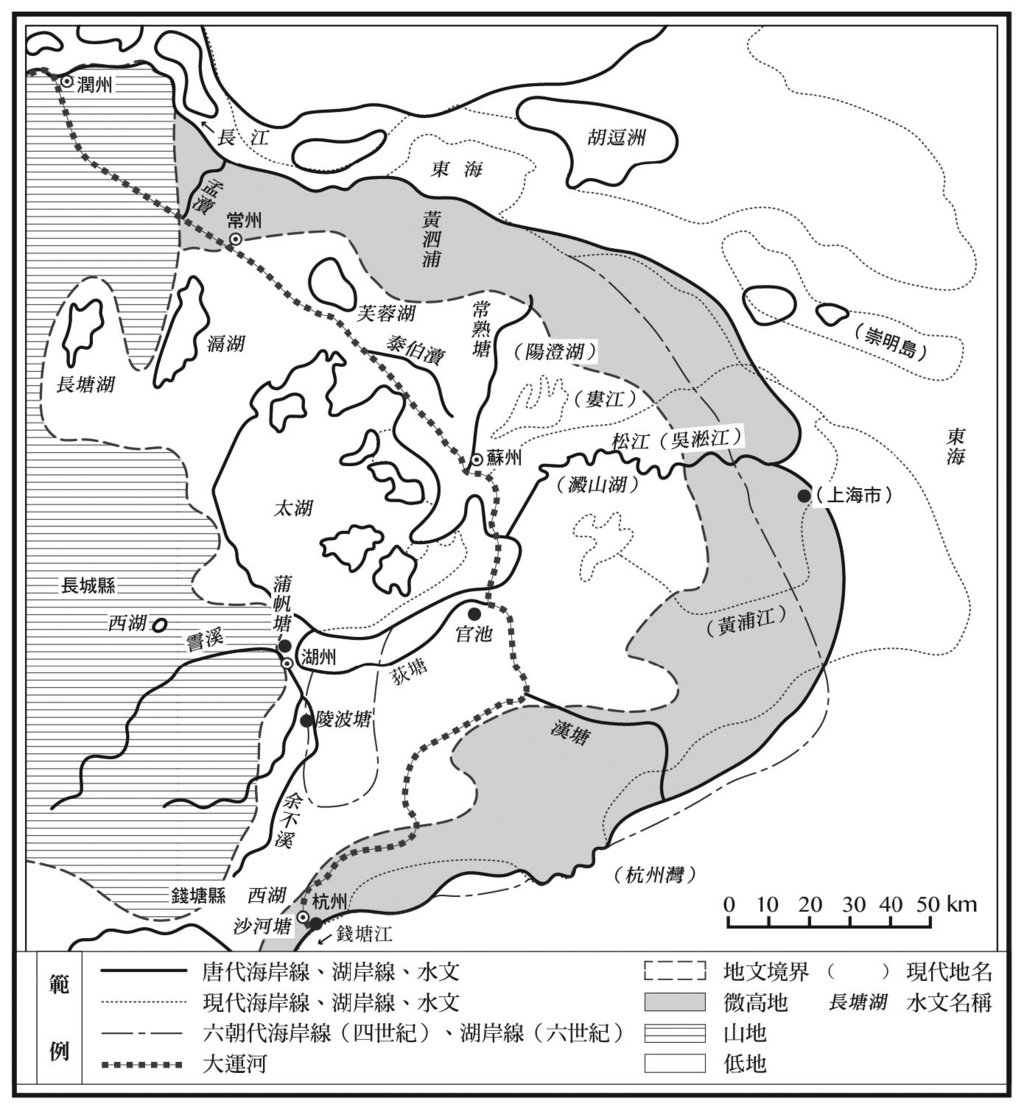 潤州
長江
胡逗洲
東海
孟瀆
常州
黃泗浦
芙蓉湖
常熟塘
滆湖
泰伯瀆
（陽澄湖）
（崇明島）
長塘湖
（婁江）
松江（吳淞江）
東海
蘇州
（澱山湖）
（上海市）
太湖
長城縣
蒲帆塘
西湖
霅溪
官池
（黃浦江）
湖州
荻塘
陵波塘
漢塘
余不溪
（杭州灣）
錢塘縣
西湖
杭州
沙河塘
錢塘江
0 10 20 30 40 50 km
範例
唐代海岸線、湖岸線、水文
現代海岸線、湖岸線、水文
六朝代海岸線（四世紀）、湖岸線（六世紀）
大運河
地文境界
（ ）現代地名
微高地
長塘湖 水文名稱
山地
低地